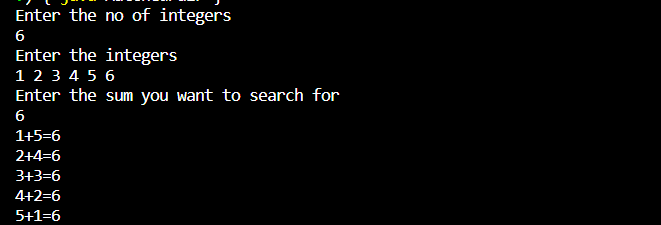 Enter the no of integers
6
Enter the integers
1 2 3 4 5 6
Enter the sum you want to search for
6
1+5=6
2+4=6
3+3=6
4+2=6
5+1=6